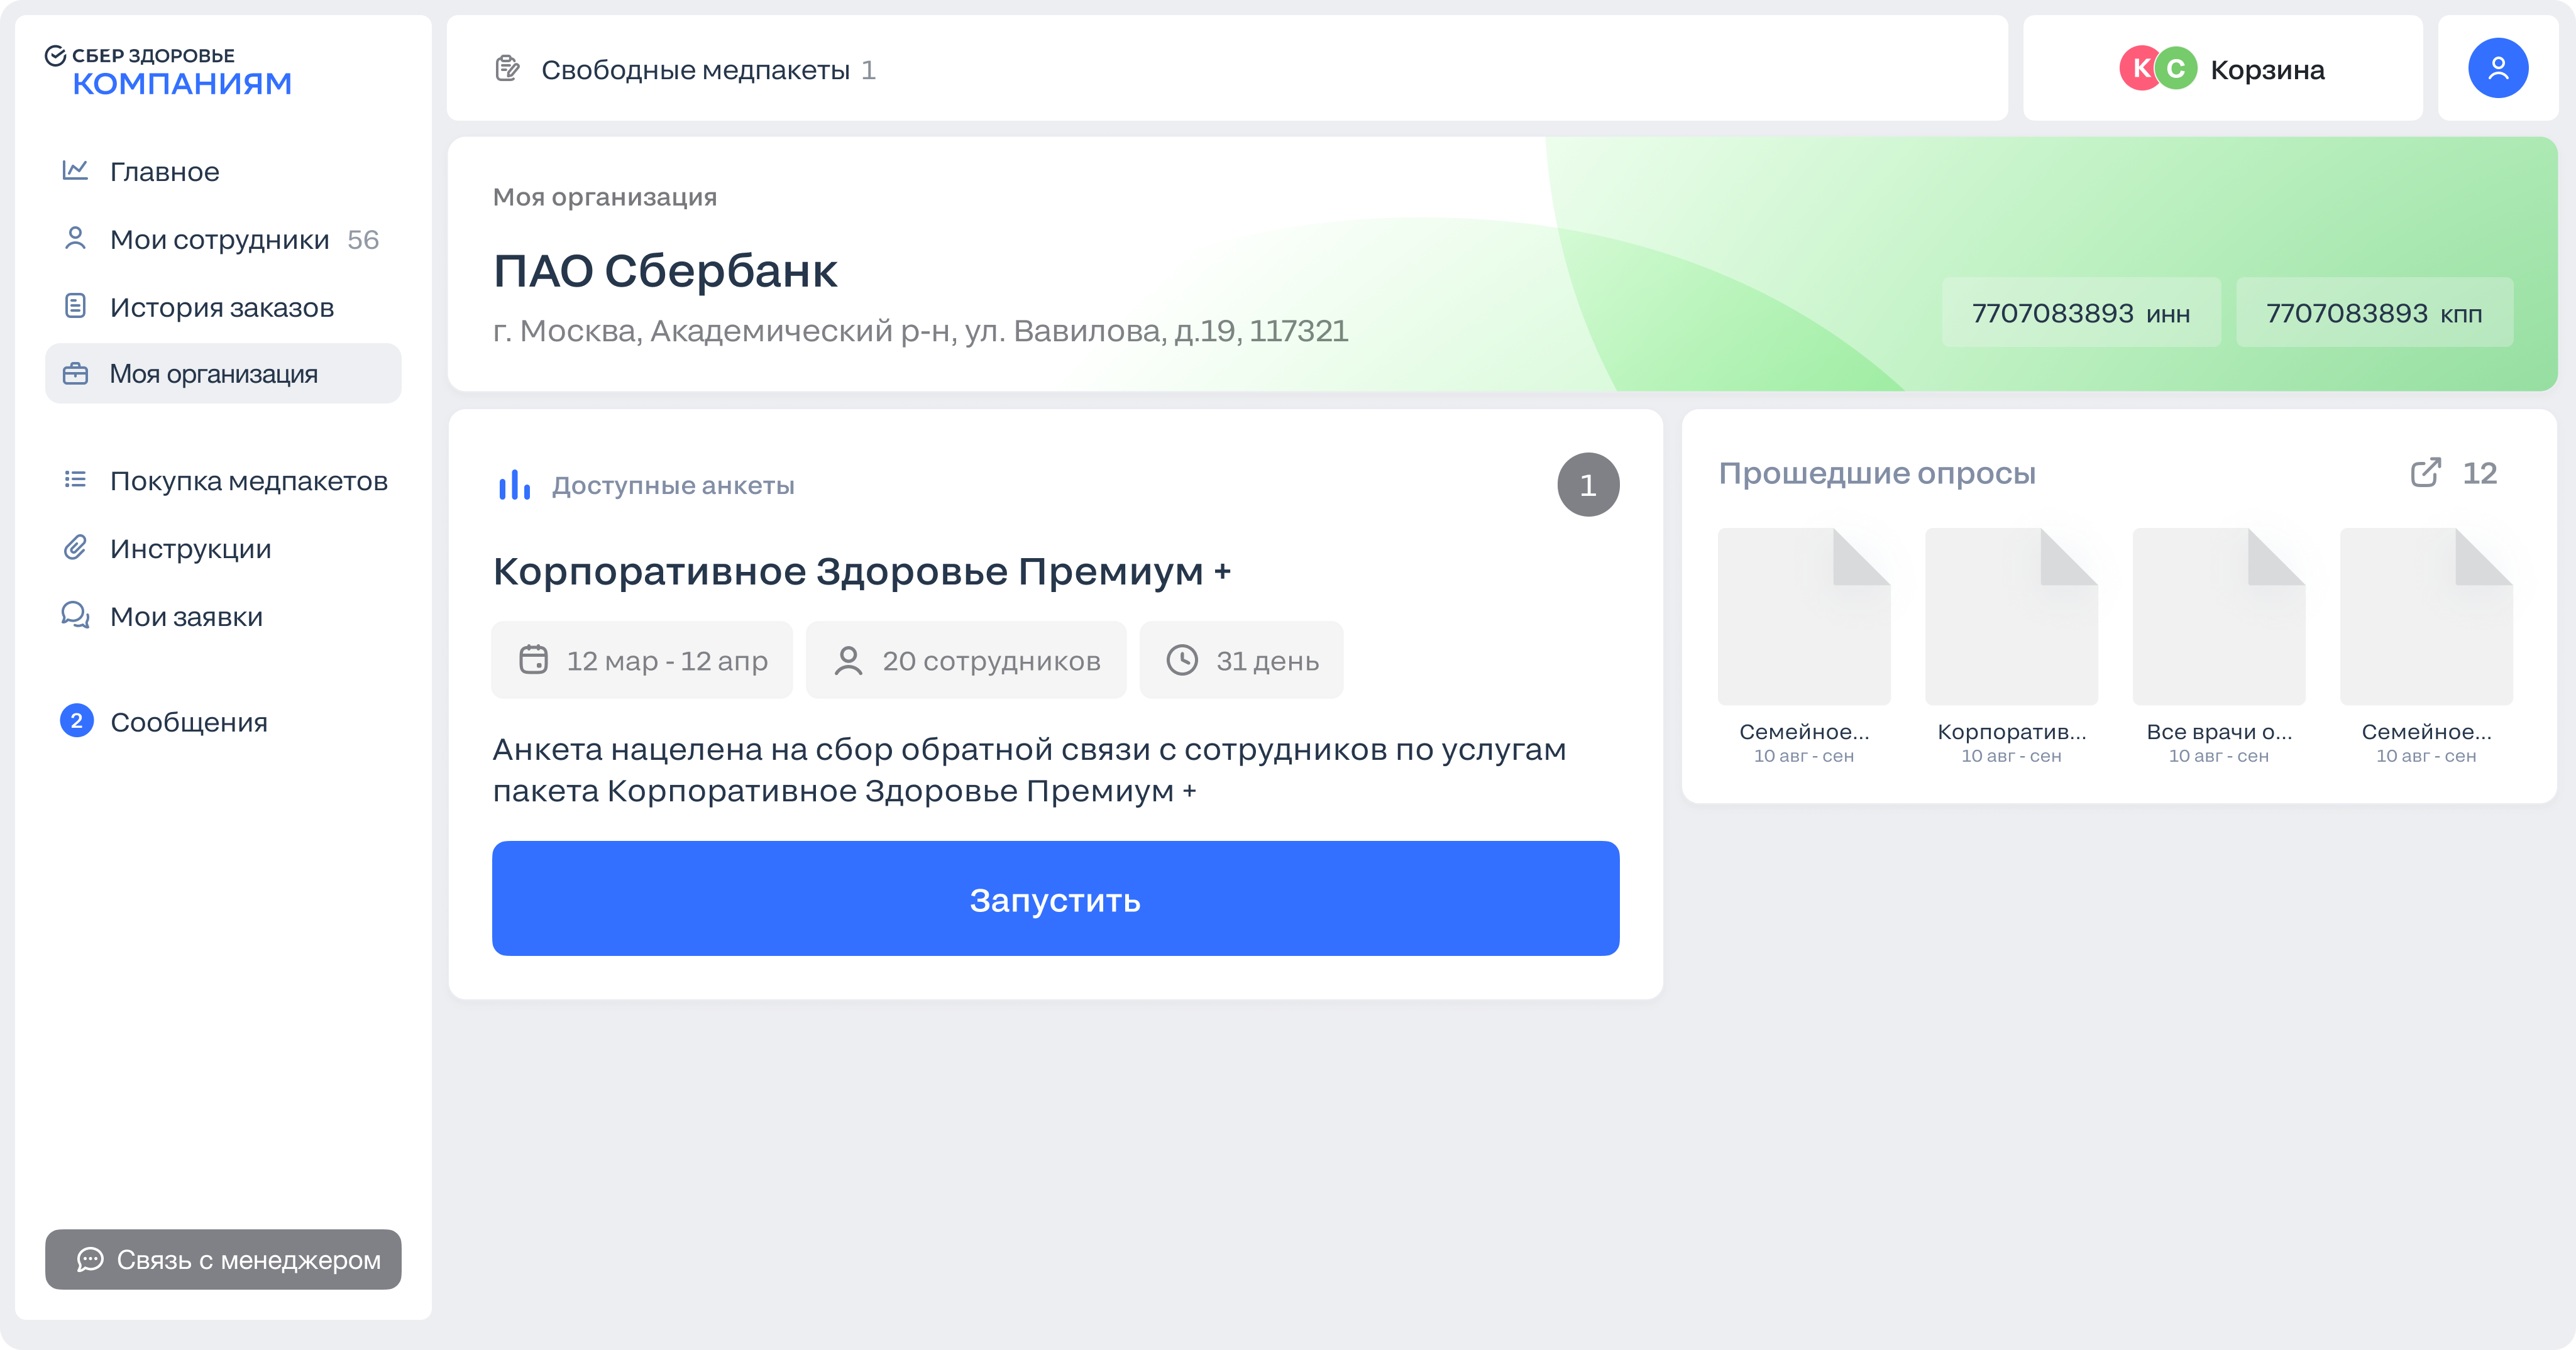 СБЕР ЗДОРОВЬЕ
КОМПАНИЯМ
Главное
Мои сотрудники 56
История заказов
Моя организация
Покупка медпакетов
Инструкции
Мои заявки
2 Сообщения
Связь с менеджером
Свободные медпакеты 1
К С Корзина
Моя организация
ПАО Сбербанк
г. Москва, Академический р-н, ул. Вавилова, д.19, 117321
7707083893 инн
7707083893 кпп
Доступные анкеты
1
Корпоративное Здоровье Премиум +
12 мар - 12 апр
20 сотрудников
31 день
Анкета нацелена на сбор обратной связи с сотрудников по услугам
пакета Корпоративное Здоровье Премиум +
Запустить
Прошедшие опросы
12
Семейное...
10 авг - сен
Корпоратив...
10 авг - сен
Все врачи о...
10 авг - сен
Семейное...
10 авг - сен